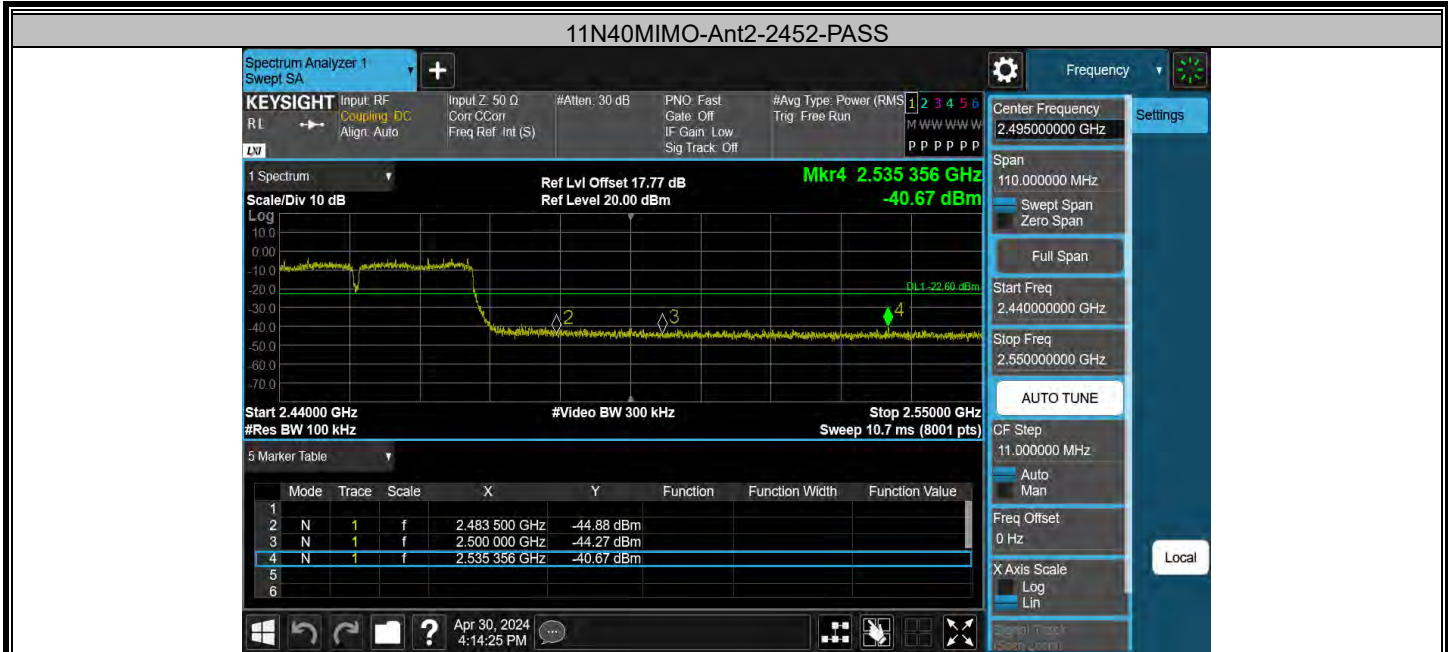 11N40MIMO-Ant2-2452-PASS
Spectrum Analyzer 1
Swept SA
+
Frequency
KEYSIGHT
RL
LXI
Input: RF
Coupling: DC
Align: Auto
Input Z: 50 Ω
Corr CCorr
Freq Ref: Int (S)
#Atten: 30 dB
PNO: Fast
Gate: Off
IF Gain: Low
Sig Track: Off
#Avg Type: Power (RMS
Trig: Free Run
1 2 3 4 5 6
M W W W W W
P P P P P P
1 Spectrum
Scale/Div 10 dB
Ref Lvl Offset 17.77 dB
Ref Level 20.00 dBm
Mkr4 2.535 356 GHz
-40.67 dBm
Log
10.0
0.00
-10.0
-20.0
-30.0
-40.0
-50.0
-60.0
-70.0
DL1 -22.60 dBm
2
3
4
Start 2.44000 GHz
#Video BW 300 kHz
Stop 2.55000 GHz
#Res BW 100 kHz
Sweep 10.7 ms (8001 pts)
5 Marker Table
Mode Trace Scale X Y Function Function Width Function Value
1
2 N 1 f 2.483 500 GHz -44.88 dBm
3 N 1 f 2.500 000 GHz -44.27 dBm
4 N 1 f 2.535 356 GHz -40.67 dBm
5
6
?
Apr 30, 2024
4:14:25 PM
Center Frequency
2.495000000 GHz
Settings
Span
110.000000 MHz
Swept Span
Zero Span
Full Span
Start Freq
2.440000000 GHz
Stop Freq
2.550000000 GHz
AUTO TUNE
CF Step
11.000000 MHz
Auto
Man
Freq Offset
0 Hz
X Axis Scale
Log
Lin
Local
Signal Track
(Span Zoom)